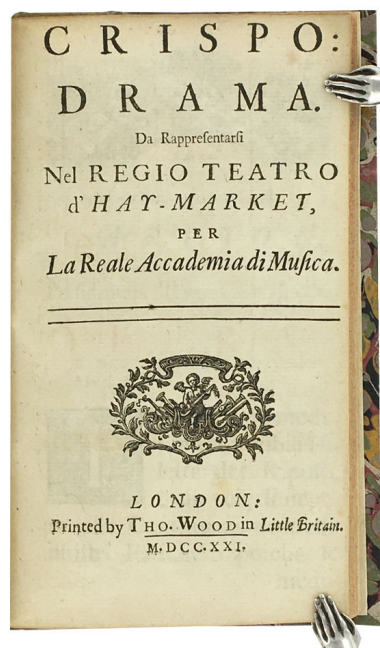 CRISPO:
DRAMA.
Da Rappreſentarſi
Nel REGIO TEATRO
d'HAY-MARKET,
PER
La Reale Accademia di Muſica.
LONDON:
Printed by THO. WOOD in Little Britain.
M.DCC.XXI.